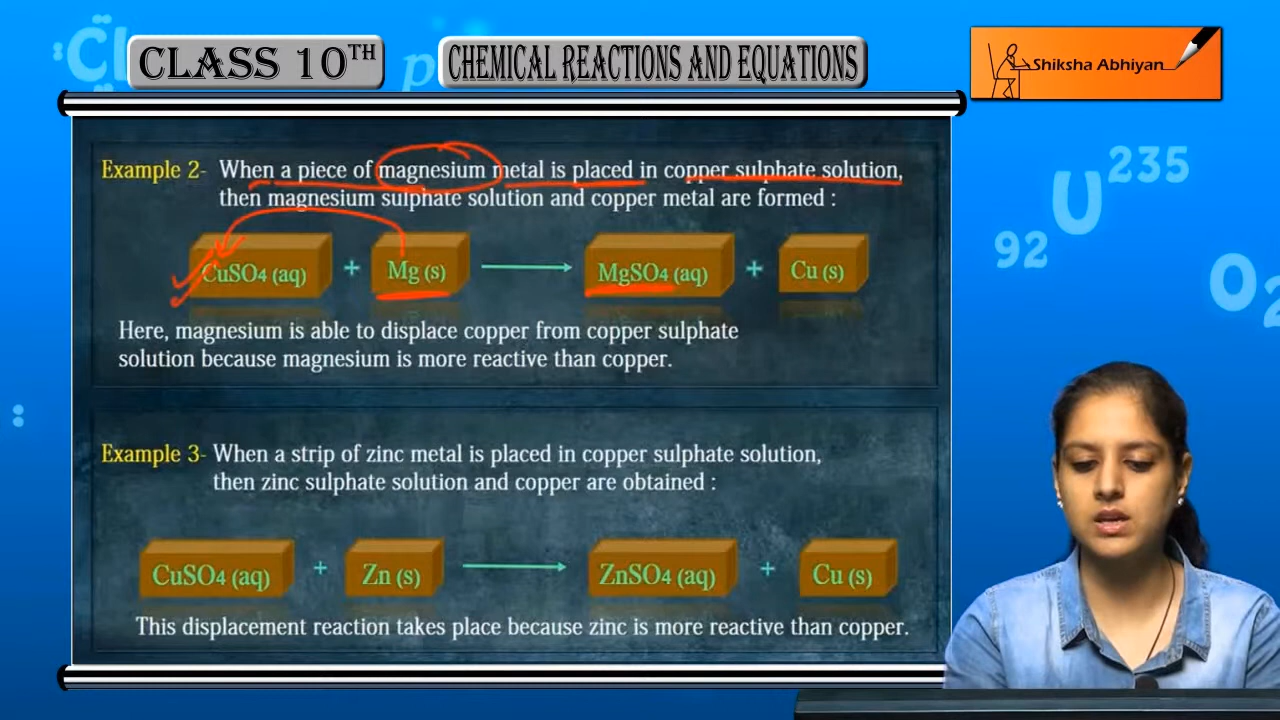 :Cl
CLASS 10TH
p
CHEMICAL REACTIONS AND EQUATIONS
Shiksha Abhiyan
Example 2- When a piece of magnesium metal is placed in copper sulphate solution,
then magnesium sulphate solution and copper metal are formed :
CuSO4 (aq) + Mg (s) → MgSO4 (aq) + Cu (s)
Here, magnesium is able to displace copper from copper sulphate
solution because magnesium is more reactive than copper.
Example 3- When a strip of zinc metal is placed in copper sulphate solution,
then zinc sulphate solution and copper are obtained :
CuSO4 (aq) + Zn (s) → ZnSO4 (aq) + Cu (s)
This displacement reaction takes place because zinc is more reactive than copper.
92U235
O2